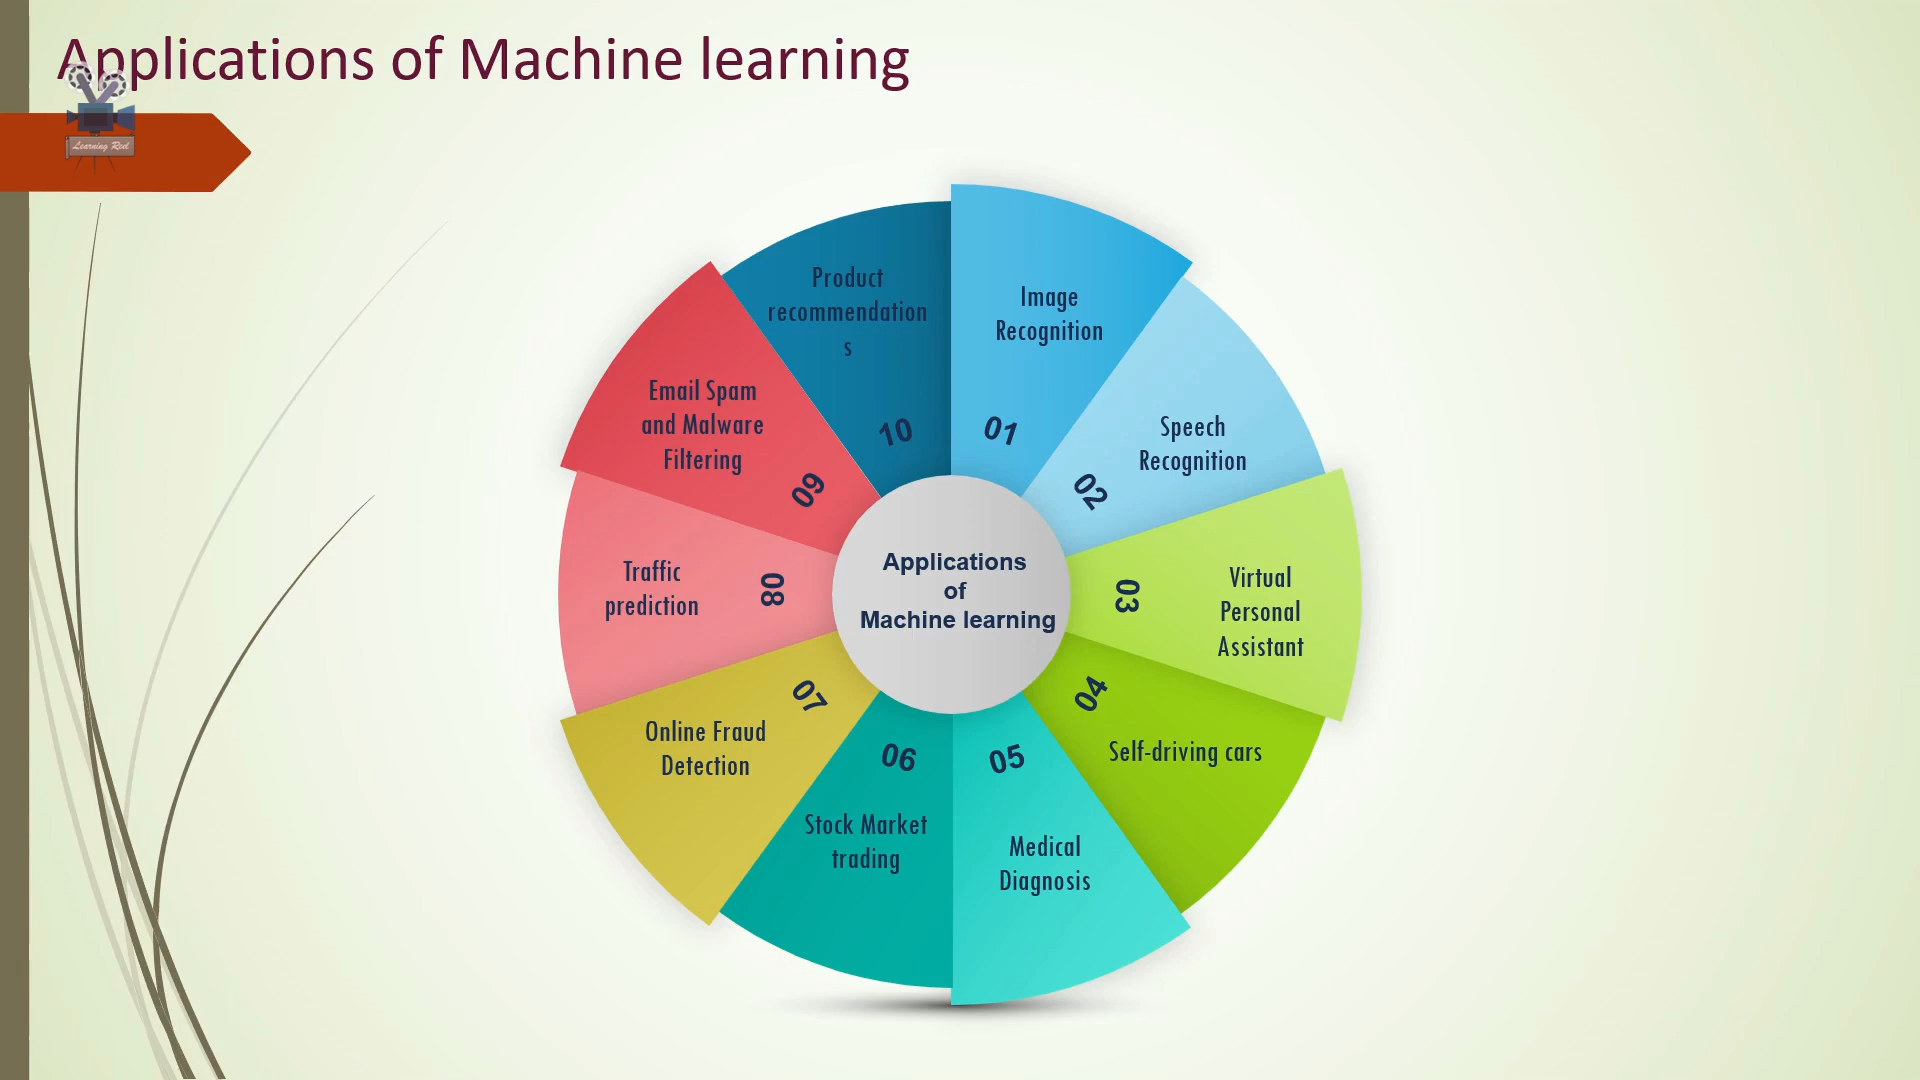 Applications of Machine learning
Learning Reel
Image
Recognition
01
Speech
Recognition
02
Virtual
Personal
Assistant
03
Self-driving cars
04
Medical
Diagnosis
05
Stock Market
trading
06
Online Fraud
Detection
07
Traffic
prediction
08
Email Spam
and Malware
Filtering
09
Product
recommendation
s
10
Applications
of
Machine learning